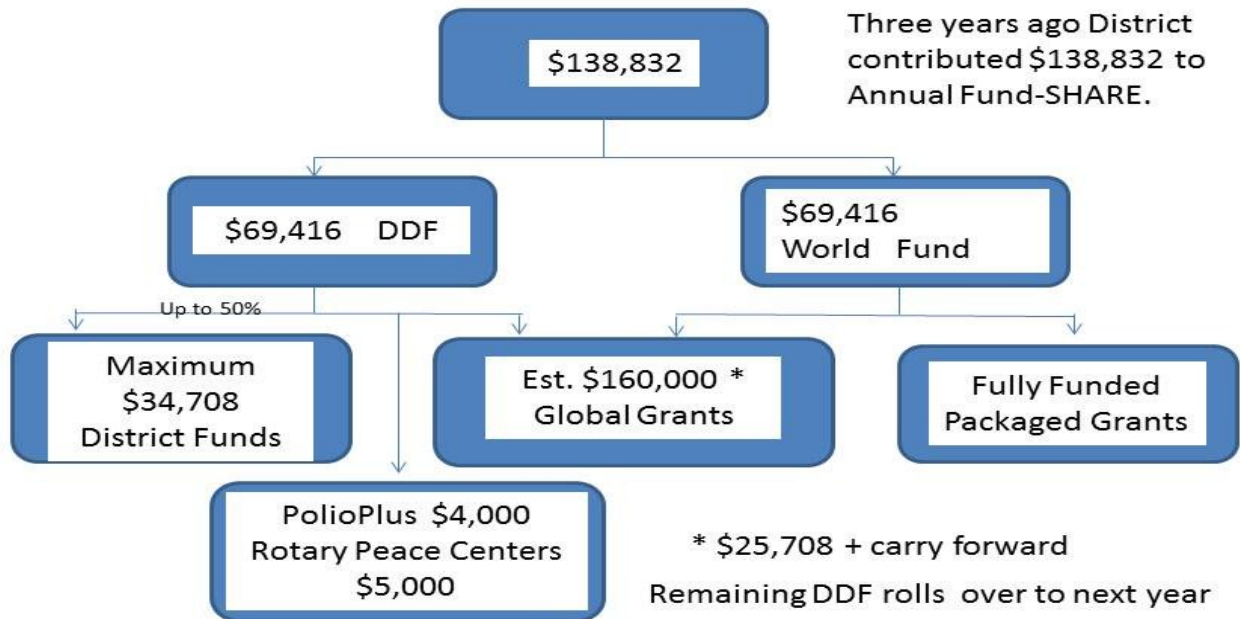 $138,832
Three years ago District
contributed $138,832 to
Annual Fund-SHARE.
$69,416 DDF
$69,416
World Fund
Up to 50%
Maximum
$34,708
District Funds
Est. $160,000 *
Global Grants
Fully Funded
Packaged Grants
PolioPlus $4,000
Rotary Peace Centers
$5,000
* $25,708 + carry forward
Remaining DDF rolls over to next year